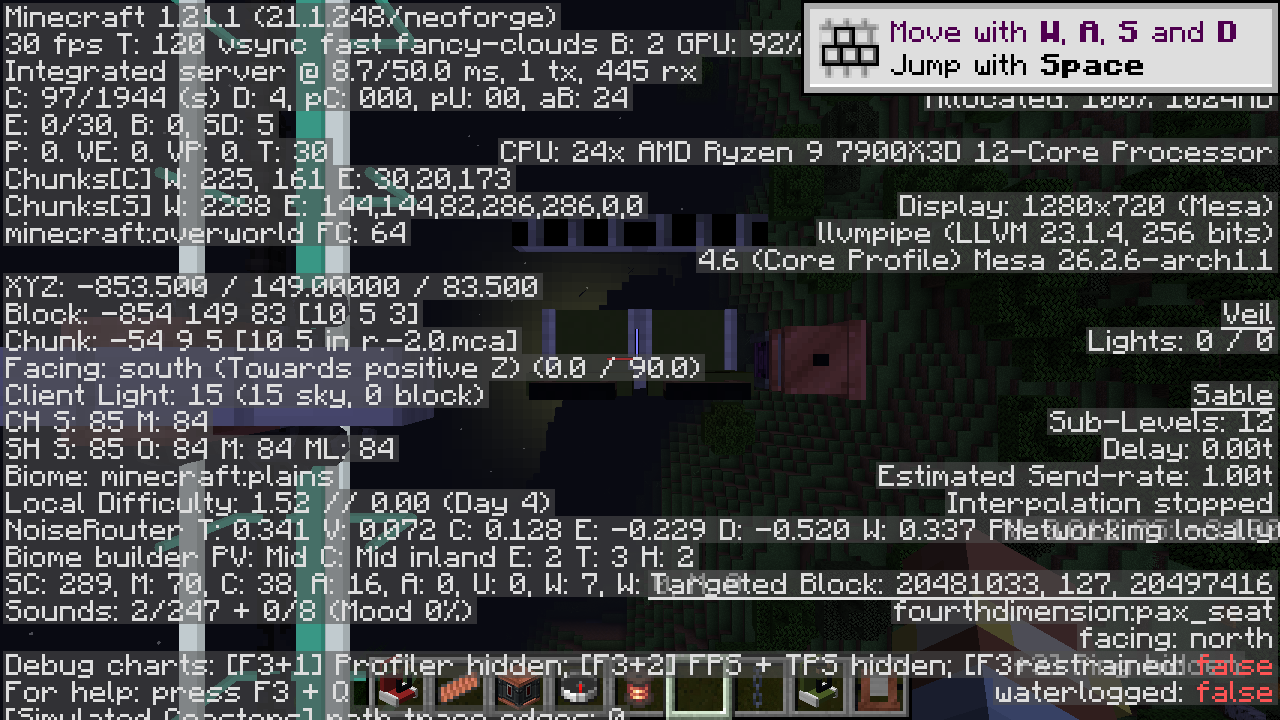 Minecraft 1.21.1 (21.1.248/neoforge)
30 fps T: 120 vsync fast fancy-clouds B: 2 GPU: 92%
Integrated server @ 8.7/50.0 ms, 1 tx, 445 rx
C: 97/1944 (s) D: 4, pC: 000, pU: 00, aB: 24
E: 0/30, B: 0, SD: 5
P: 0. VE: 0. VP: 0. T: 30
Chunks[C] W: 225, 161 E: 30,20,173
Chunks[S] W: 2288 E: 144,144,82,286,286,0,0
minecraft:overworld FC: 64
XYZ: -853.500 / 149.00000 / 83.500
Block: -854 149 83 [10 5 3]
Chunk: -54 9 5 [10 5 in r.-2.0.mca]
Facing: south (Towards positive Z) (0.0 / 90.0)
Client Light: 15 (15 sky, 0 block)
CH S: 85 M: 84
SH S: 85 O: 84 M: 84 ML: 84
Biome: minecraft:plains
Local Difficulty: 1.52 // 0.00 (Day 4)
NoiseRouter T: 0.341 V: 0.072 C: 0.128 E: -0.229 D: -0.520 W: 0.337
Biome builder PV: Mid C: Mid inland E: 2 T: 3 H: 2
SC: 289, M: 70, C: 38, A: 16, A: 0, U: 0, W: 7, W:
Sounds: 2/247 + 0/8 (Mood 0%)
Debug charts: [F3+1] Profiler hidden; [F3+2] FPS + TPS hidden; [F3
For help: press F3 + Q
[Simulated Reactors] path trace
Move with W, A, S and D
Jump with Space
Allocated: 100% 1024MB
CPU: 24x AMD Ryzen 9 7900X3D 12-Core Processor
Display: 1280x720 (Mesa)
llvmpipe (LLVM 23.1.4, 256 bits)
4.6 (Core Profile) Mesa 26.2.6-arch1.1
Veil
Lights: 0 / 0
Sable
Sub-Levels: 12
Delay: 0.00t
Estimated Send-rate: 1.00t
Interpolation stopped
Networking locally
Targeted Block: 20481033, 127, 20497416
fourthdimension:pax_seat
facing: north
restrained: false
waterlogged: false